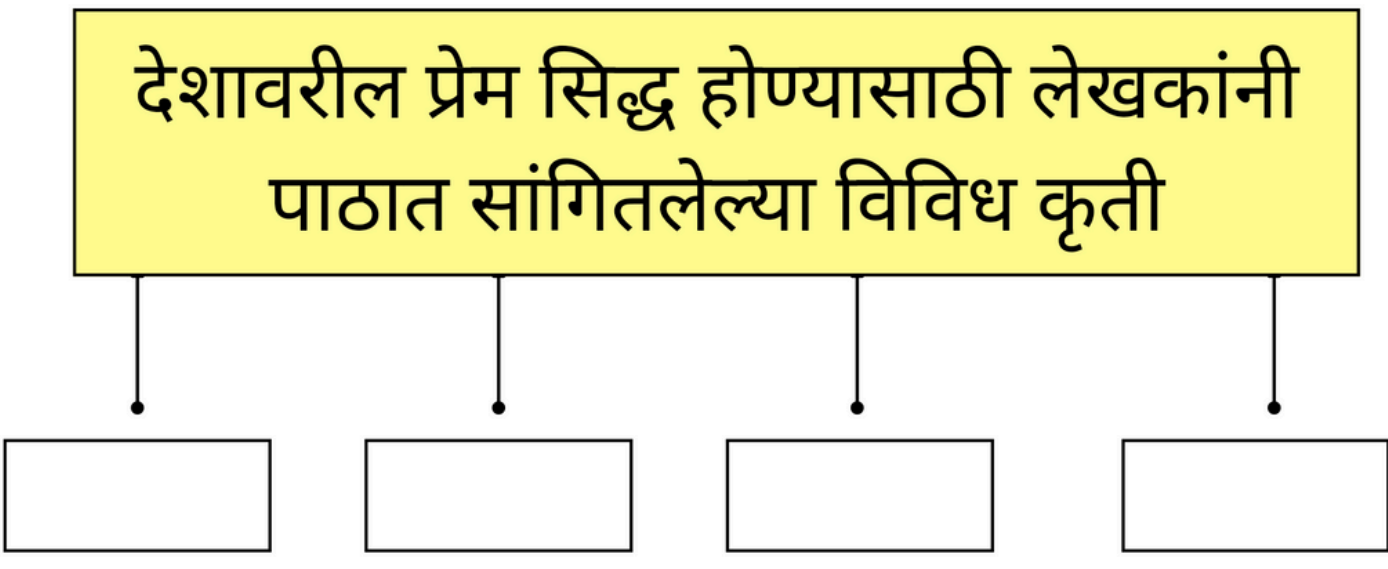 देशावरील प्रेम सिद्ध होण्यासाठी लेखकांनी
पाठात सांगितलेल्या विविध कृती